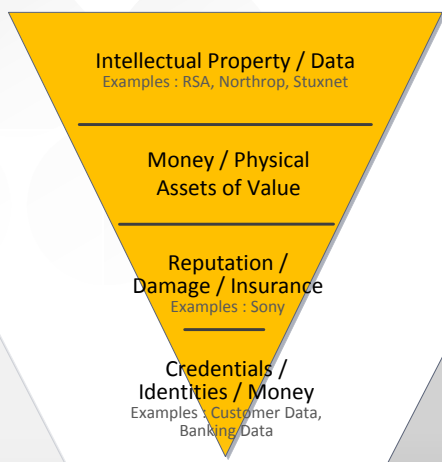 Intellectual Property / Data
Examples : RSA, Northrop, Stuxnet
Money / Physical
Assets of Value
Reputation /
Damage / Insurance
Examples : Sony
Credentials /
Identities / Money
Examples : Customer Data,
Banking Data